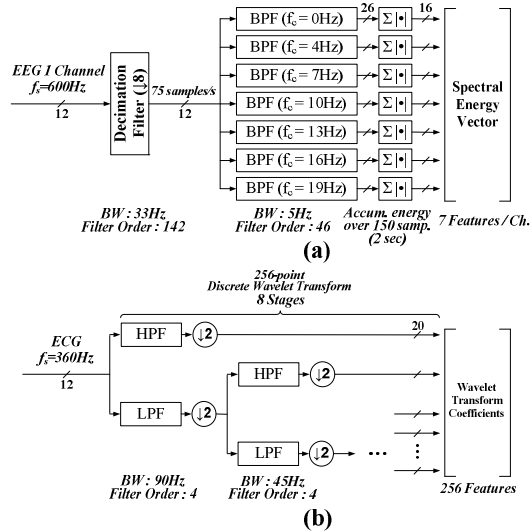 EEG 1 Channel
fs=600Hz
12
Decimation
Filter (↓8)
75 samples/s
12
BPF (fc = 0Hz)
26
Σ |•|
16
BPF (fc = 4Hz)
Σ |•|
BPF (fc = 7Hz)
Σ |•|
BPF (fc = 10Hz)
Σ |•|
BPF (fc = 13Hz)
Σ |•|
BPF (fc = 16Hz)
Σ |•|
BPF (fc = 19Hz)
Σ |•|
Spectral
Energy
Vector
BW : 33Hz
Filter Order : 142
BW : 5Hz
Filter Order : 46
Accum. energy
over 150 samp.
(2 sec)
7 Features / Ch.
(a)
256-point
Discrete Wavelet Transform
8 Stages
ECG
fs=360Hz
12
HPF
↓2
20
LPF
↓2
HPF
↓2
LPF
↓2
Wavelet
Transform
Coefficients
BW : 90Hz
Filter Order : 4
BW : 45Hz
Filter Order : 4
256 Features
(b)